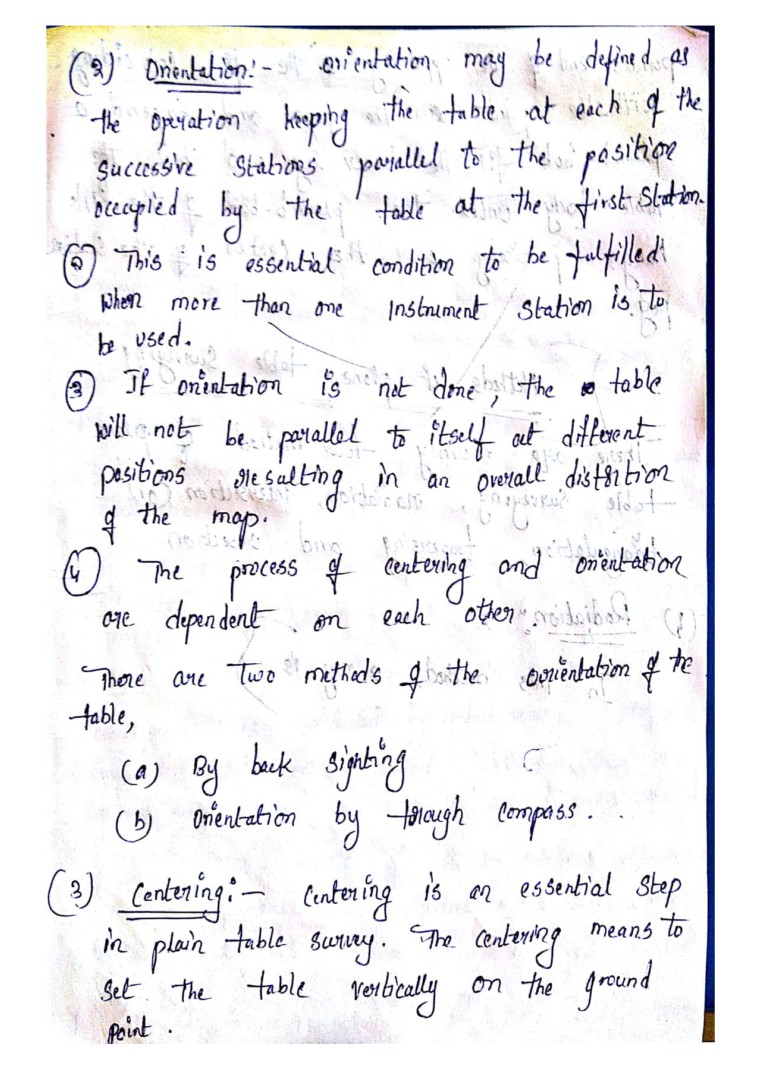 (2) Orientation:- orientation may be defined as
the operation keeping the table at each of the
successive stations parallel to the position
occupied by the table at the first station.
(2) This is essential condition to be fulfilled
when more than one Instrument Station is to
be used.
(3) If orientation is not done, the table
will not be parallel to itself at different
positions resulting in an overall distortion
of the map.
(4) The process of centering and orientation
are dependent on each other.
There are Two methods of the orientation of the
table,
(a) By back sighting
(b) Orientation by through compass.
(3) Centering:- Centering is an essential step
in plain table survey. The centering means to
set the table vertically on the ground
point.